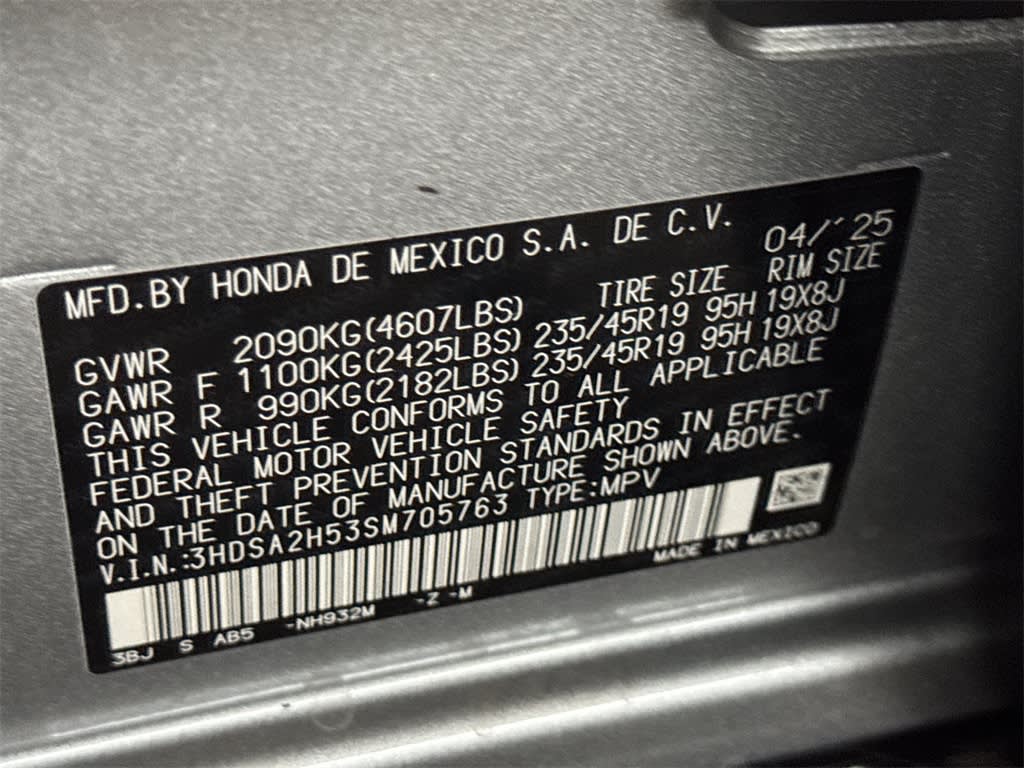 MFD.BY HONDA DE MEXICO S.A. DE C.V. 04/'25
TIRE SIZE RIM SIZE
GVWR 2090KG(4607LBS)
GAWR F 1100KG(2425LBS) 235/45R19 95H 19X8J
GAWR R 990KG(2182LBS) 235/45R19 95H 19X8J
THIS VEHICLE CONFORMS TO ALL APPLICABLE
FEDERAL MOTOR VEHICLE SAFETY
AND THEFT PREVENTION STANDARDS IN EFFECT
ON THE DATE OF MANUFACTURE SHOWN ABOVE.
V.I.N.:3HDSA2H53SM705763 TYPE:MPV
MADE IN MEXICO
3BJ S AB5 -NH932M -Z -M